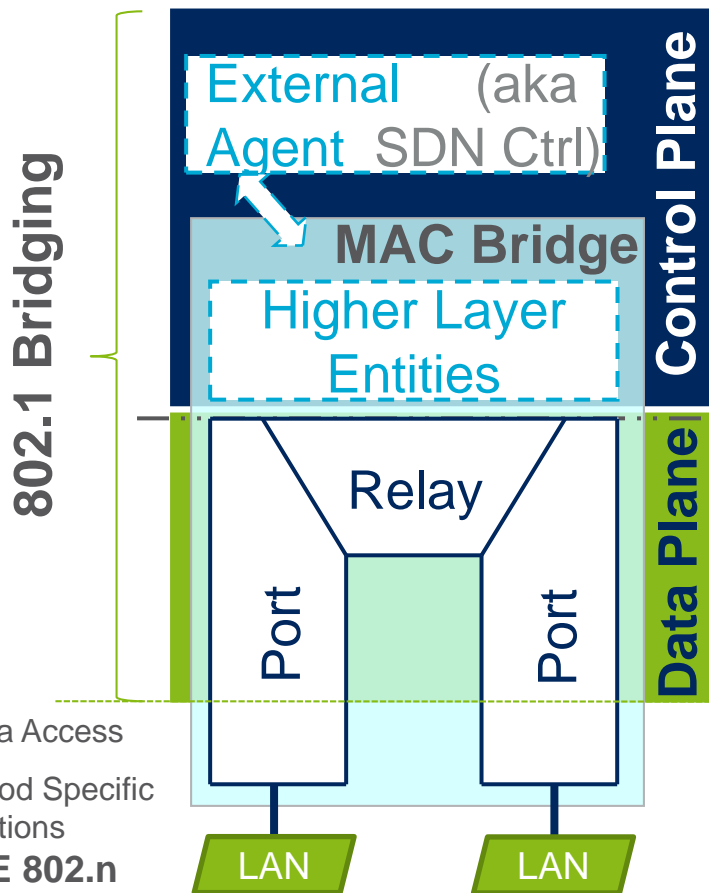 External (aka
Agent SDN Ctrl)
Control Plane
MAC Bridge
Higher Layer
Entities
802.1 Bridging
Relay
Port
Port
Data Plane
a Access
od Specific
tions
E 802.n
LAN
LAN